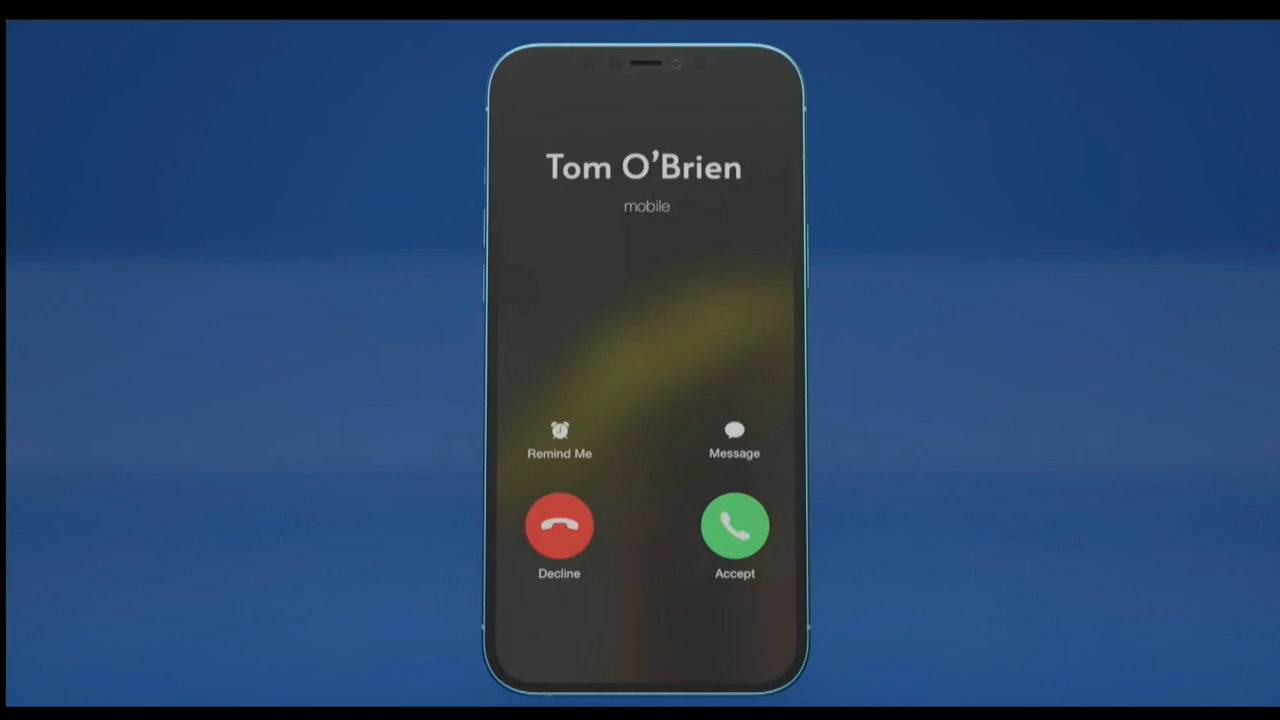 Tom O’Brien
mobile
Remind Me
Message
Decline
Accept